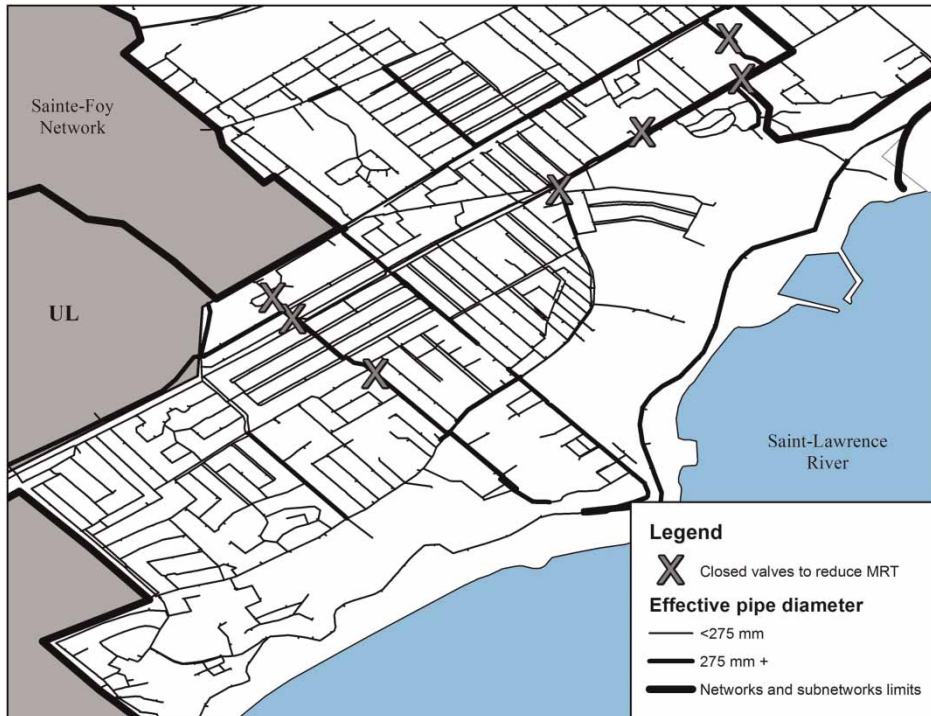 Sainte-Foy
Network
UL
Saint-Lawrence
River
Legend
Closed valves to reduce MRT
Effective pipe diameter
<275 mm
275 mm +
Networks and subnetworks limits